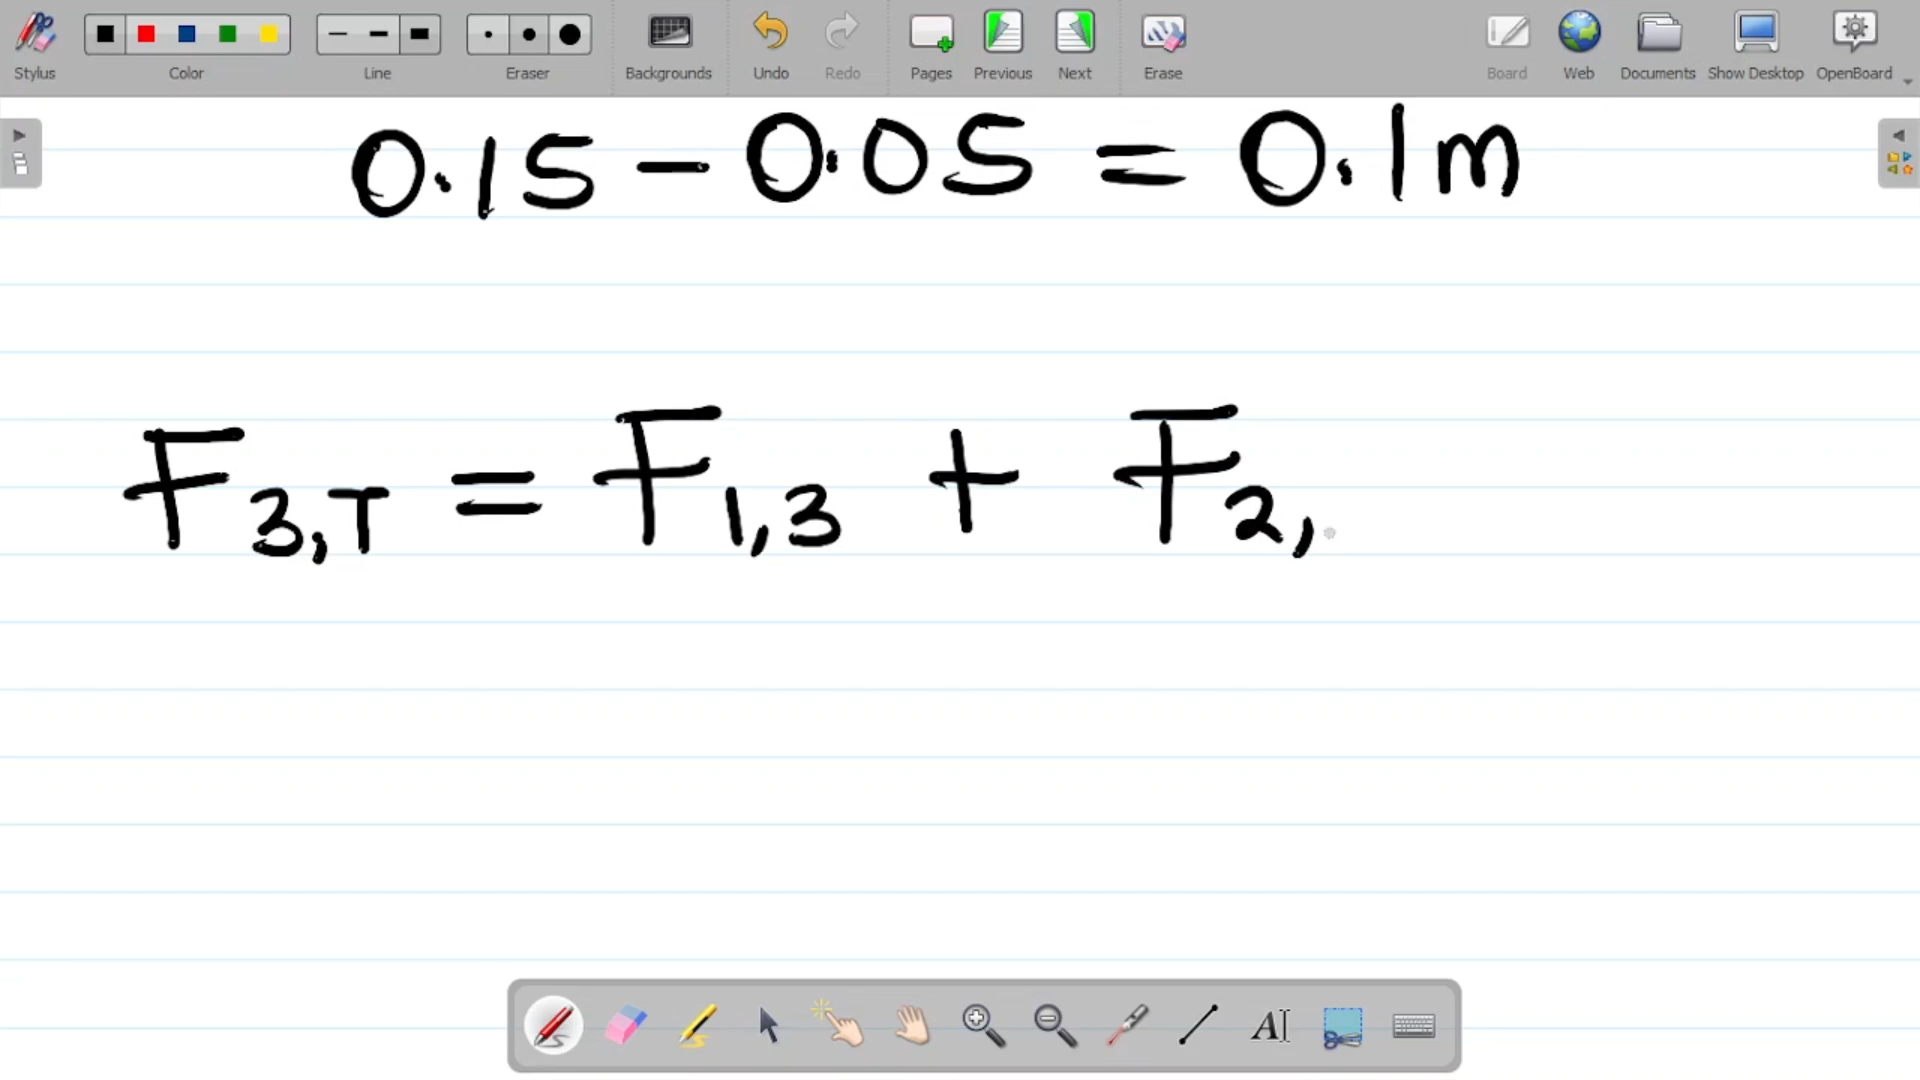 Stylus Color Line Eraser Backgrounds Undo Redo Pages Previous Next Erase Board Web Documents Show Desktop OpenBoard
0.15 - 0.05 = 0.1m
F3,T = F1,3 + F2,